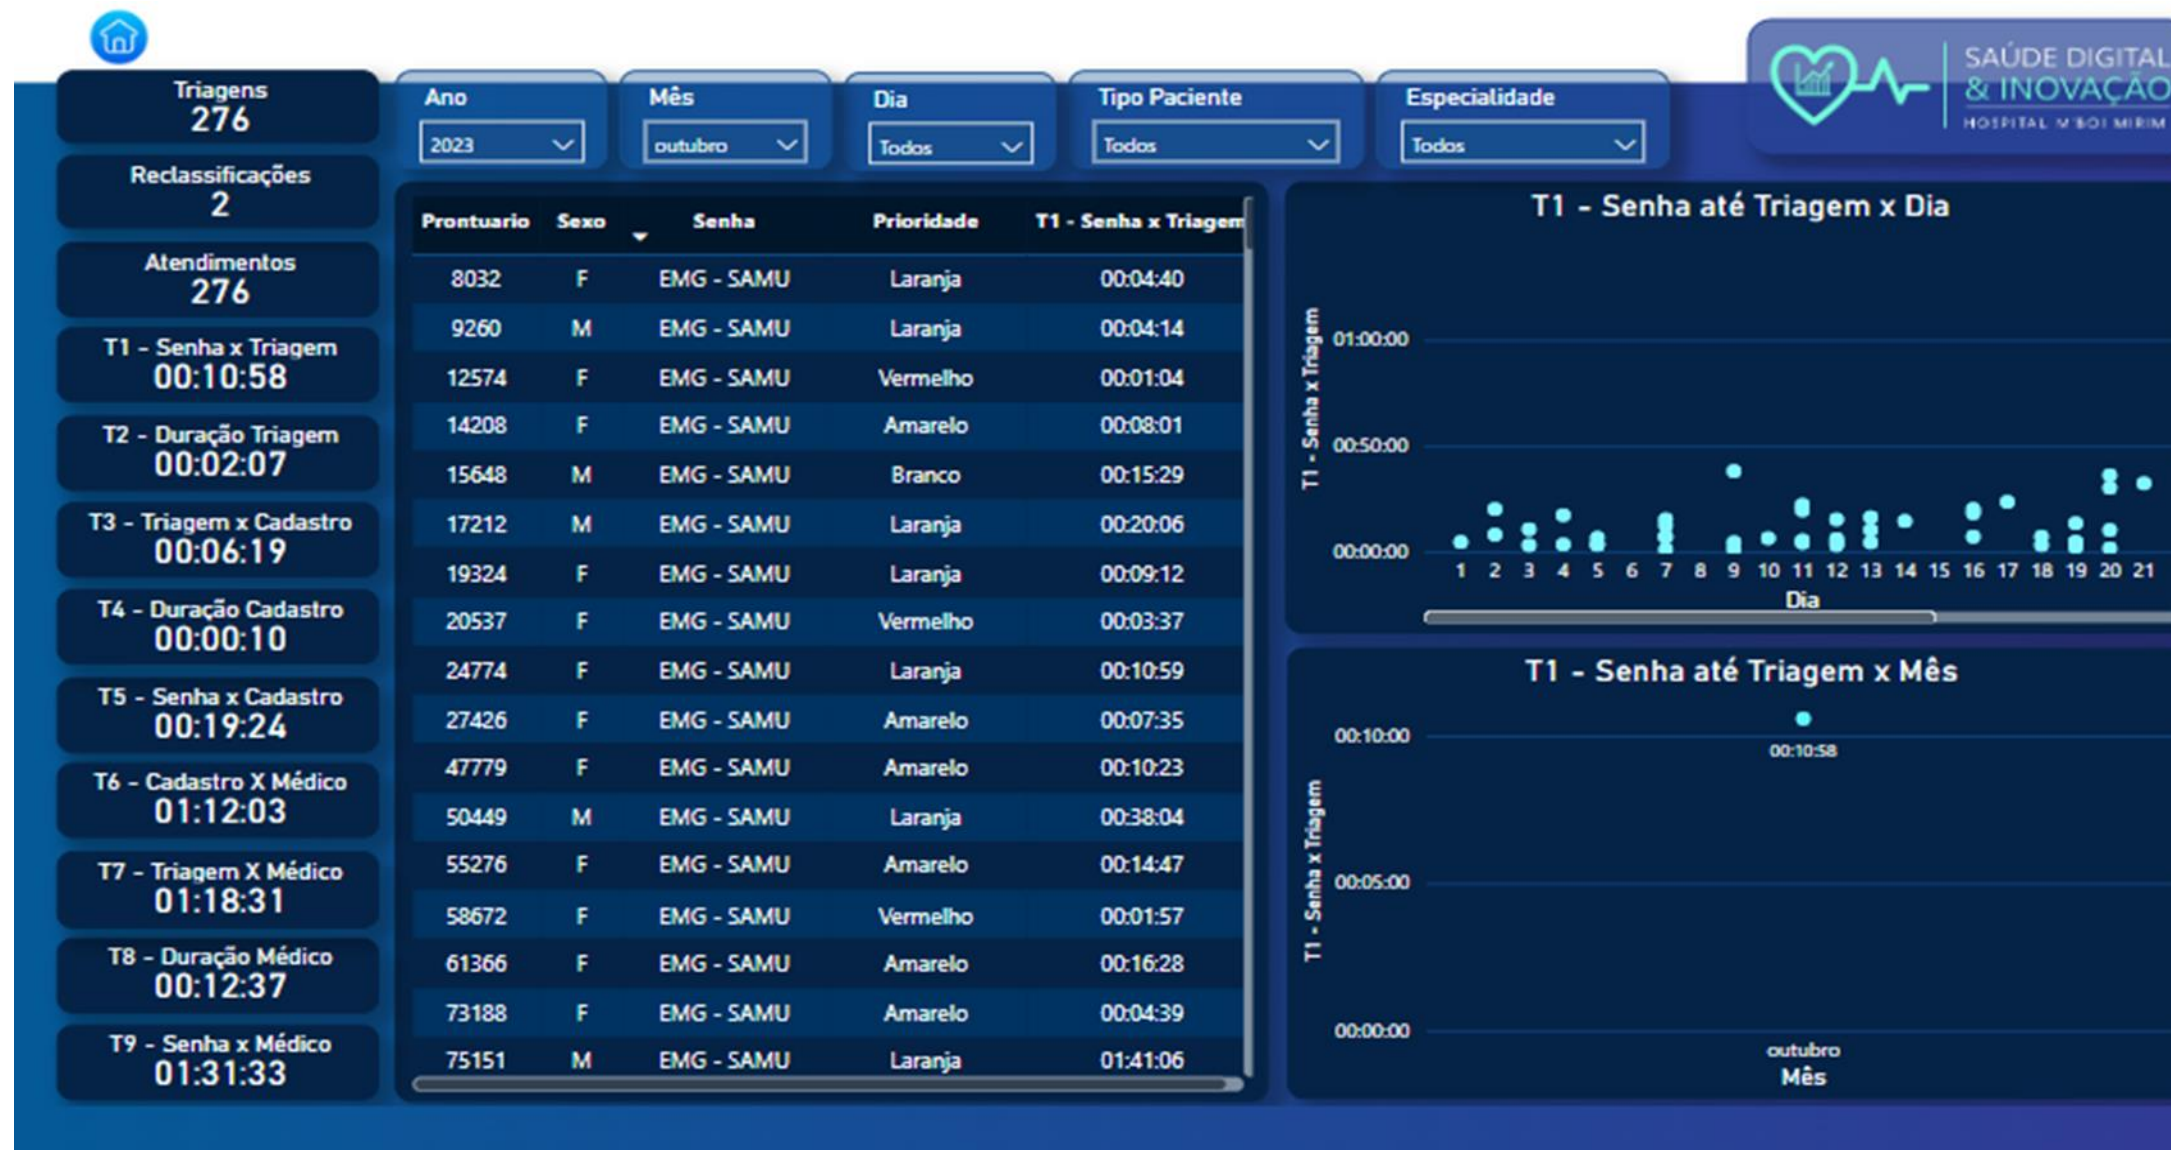 SAÚDE DIGITAL
& INOVAÇÃO
HOSPITAL M'BOI MIRIM
Triagens
276
Reclassificações
2
Atendimentos
276
T1 - Senha x Triagem
00:10:58
T2 - Duração Triagem
00:02:07
T3 - Triagem x Cadastro
00:06:19
T4 - Duração Cadastro
00:00:10
T5 - Senha x Cadastro
00:19:24
T6 - Cadastro X Médico
01:12:03
T7 - Triagem X Médico
01:18:31
T8 - Duração Médico
00:12:37
T9 - Senha x Médico
01:31:33
Ano Mês Dia Tipo Paciente Especialidade
2023 outubro Todos Todos Todos
Prontuario Sexo Senha Prioridade T1 - Senha x Triagem
8032 F EMG - SAMU Laranja 00:04:40
9260 M EMG - SAMU Laranja 00:04:14
12574 F EMG - SAMU Vermelho 00:01:04
14208 F EMG - SAMU Amarelo 00:08:01
15648 M EMG - SAMU Branco 00:15:29
17212 M EMG - SAMU Laranja 00:20:06
19324 F EMG - SAMU Laranja 00:09:12
20537 F EMG - SAMU Vermelho 00:03:37
24774 F EMG - SAMU Laranja 00:10:59
27426 F EMG - SAMU Amarelo 00:07:35
47779 F EMG - SAMU Amarelo 00:10:23
50449 M EMG - SAMU Laranja 00:38:04
55276 F EMG - SAMU Amarelo 00:14:47
58672 F EMG - SAMU Vermelho 00:01:57
61366 F EMG - SAMU Amarelo 00:16:28
73188 F EMG - SAMU Amarelo 00:04:39
75151 M EMG - SAMU Laranja 01:41:06
T1 - Senha até Triagem x Dia
T1 - Senha x Triagem
01:00:00
00:50:00
00:00:00
1 2 3 4 5 6 7 8 9 10 11 12 13 14 15 16 17 18 19 20 21
Dia
T1 - Senha até Triagem x Mês
T1 - Senha x Triagem
00:10:00
00:10:58
00:05:00
00:00:00
outubro
Mês